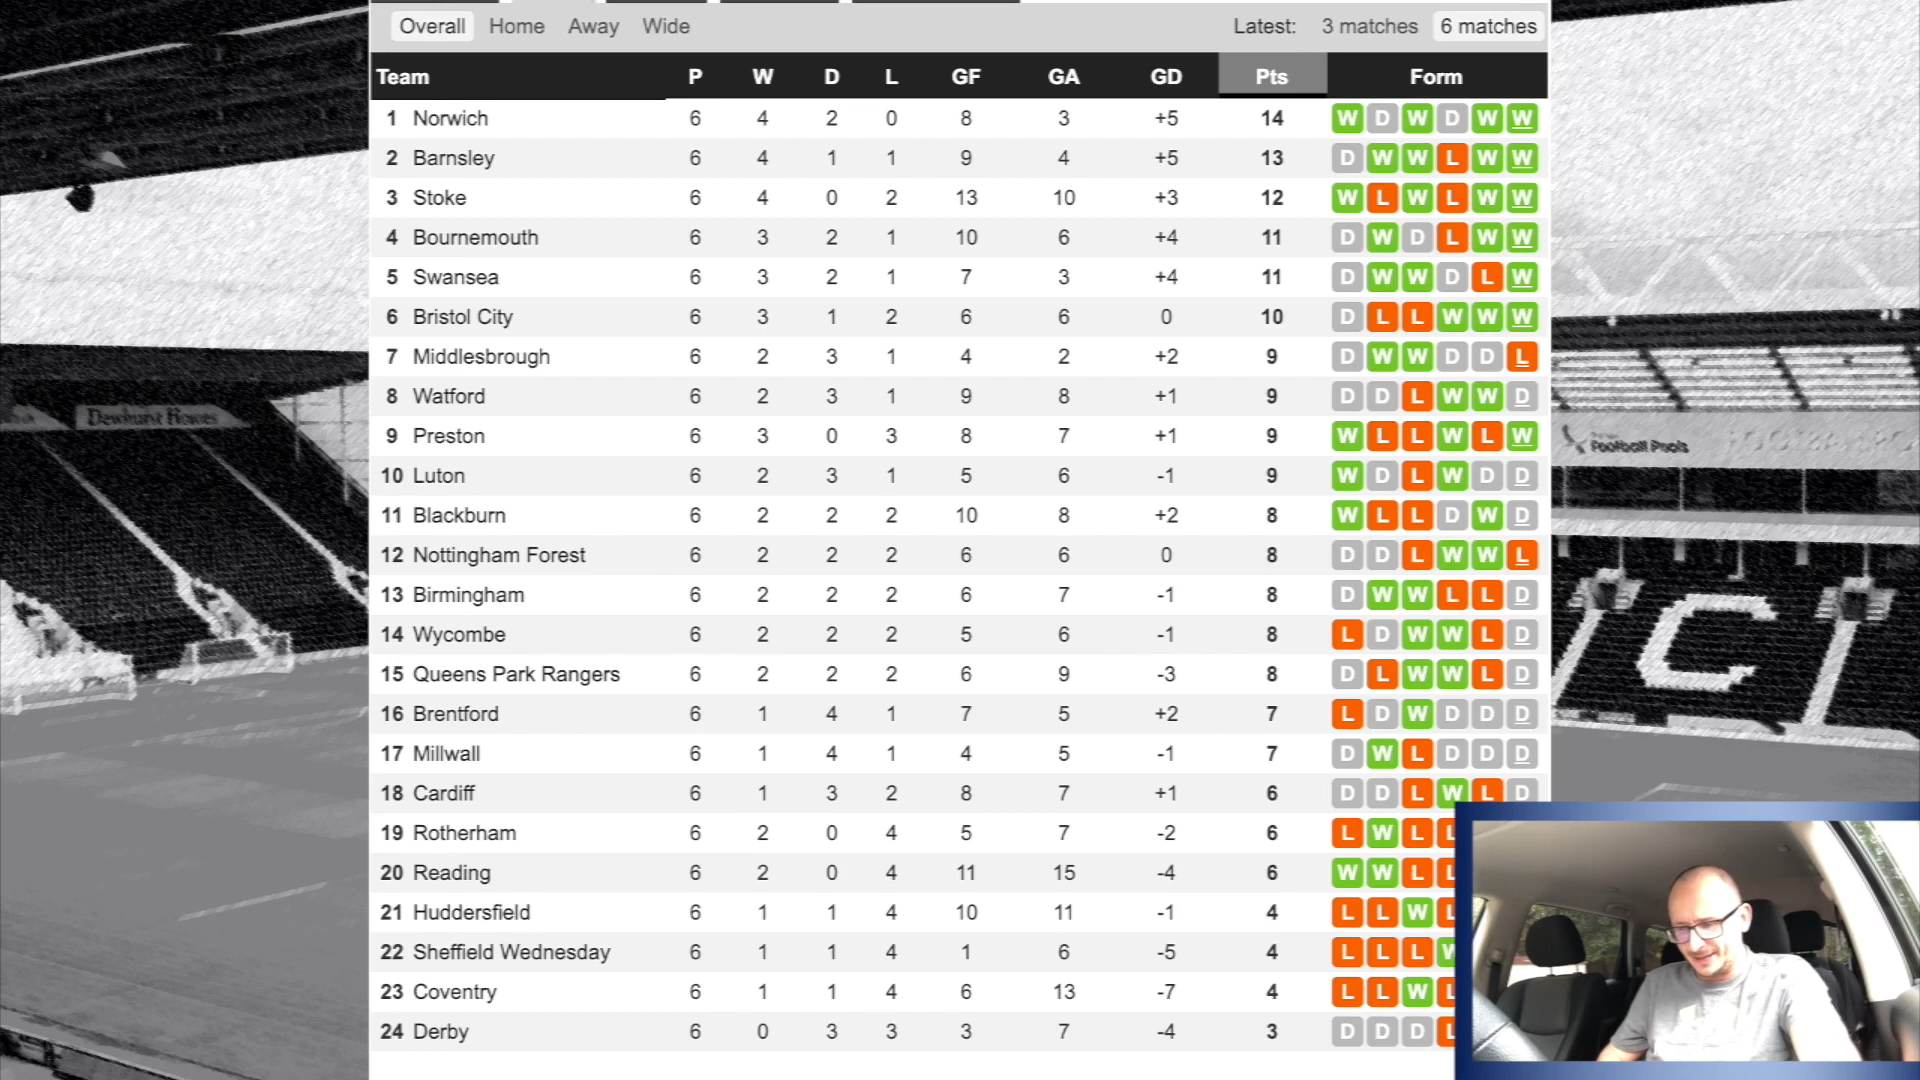 Overall Home Away Wide Latest: 3 matches 6 matches
Team P W D L GF GA GD Pts Form
1 Norwich 6 4 2 0 8 3 +5 14 W D W D W W
2 Barnsley 6 4 1 1 9 4 +5 13 D W W L W W
3 Stoke 6 4 0 2 13 10 +3 12 W L W L W W
4 Bournemouth 6 3 2 1 10 6 +4 11 D W D L W W
5 Swansea 6 3 2 1 7 3 +4 11 D W W D L W
6 Bristol City 6 3 1 2 6 6 0 10 D L L W W W
7 Middlesbrough 6 2 3 1 4 2 +2 9 D W W D D L
8 Watford 6 2 3 1 9 8 +1 9 D D L W W D
9 Preston 6 3 0 3 8 7 +1 9 W L L W L W
10 Luton 6 2 3 1 5 6 -1 9 W D L W D D
11 Blackburn 6 2 2 2 10 8 +2 8 W L L D W D
12 Nottingham Forest 6 2 2 2 6 6 0 8 D D L W W L
13 Birmingham 6 2 2 2 6 7 -1 8 D W W L L D
14 Wycombe 6 2 2 2 5 6 -1 8 L D W W L D
15 Queens Park Rangers 6 2 2 2 6 9 -3 8 D L W W L D
16 Brentford 6 1 4 1 7 5 +2 7 L D W D D D
17 Millwall 6 1 4 1 4 5 -1 7 D W L D D D
18 Cardiff 6 1 3 2 8 7 +1 6 D D L W L D
19 Rotherham 6 2 0 4 5 7 -2 6 L W L L
20 Reading 6 2 0 4 11 15 -4 6 W W L L
21 Huddersfield 6 1 1 4 10 11 -1 4 L L W L
22 Sheffield Wednesday 6 1 1 4 1 6 -5 4 L L L W
23 Coventry 6 1 1 4 6 13 -7 4 L L W L
24 Derby 6 0 3 3 3 7 -4 3 D D D L
Dewhurst Homes
Football Pools
C